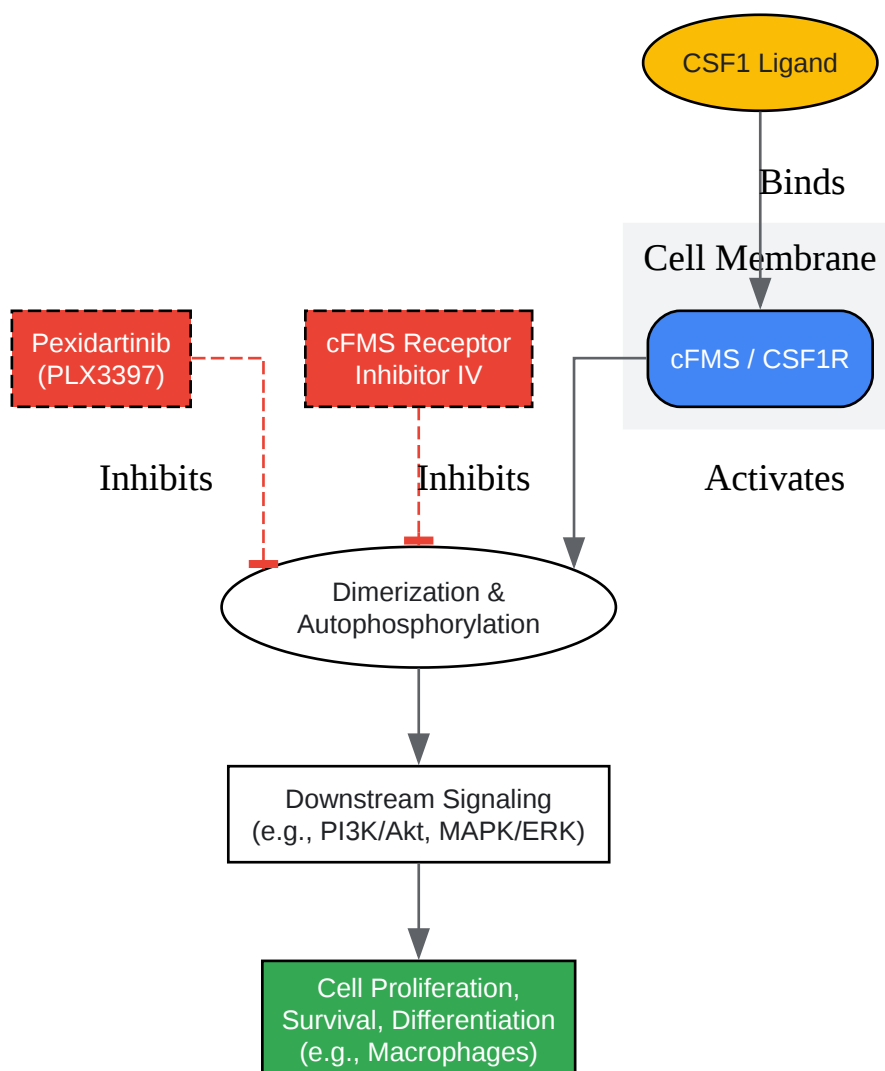 CSF1 Ligand
Binds
Cell Membrane
Pexidartinib
(PLX3397)
cFMS Receptor
Inhibitor IV
cFMS / CSF1R
Inhibits
Inhibits
Activates
Dimerization &
Autophosphorylation
Downstream Signaling
(e.g., PI3K/Akt, MAPK/ERK)
Cell Proliferation,
Survival, Differentiation
(e.g., Macrophages)